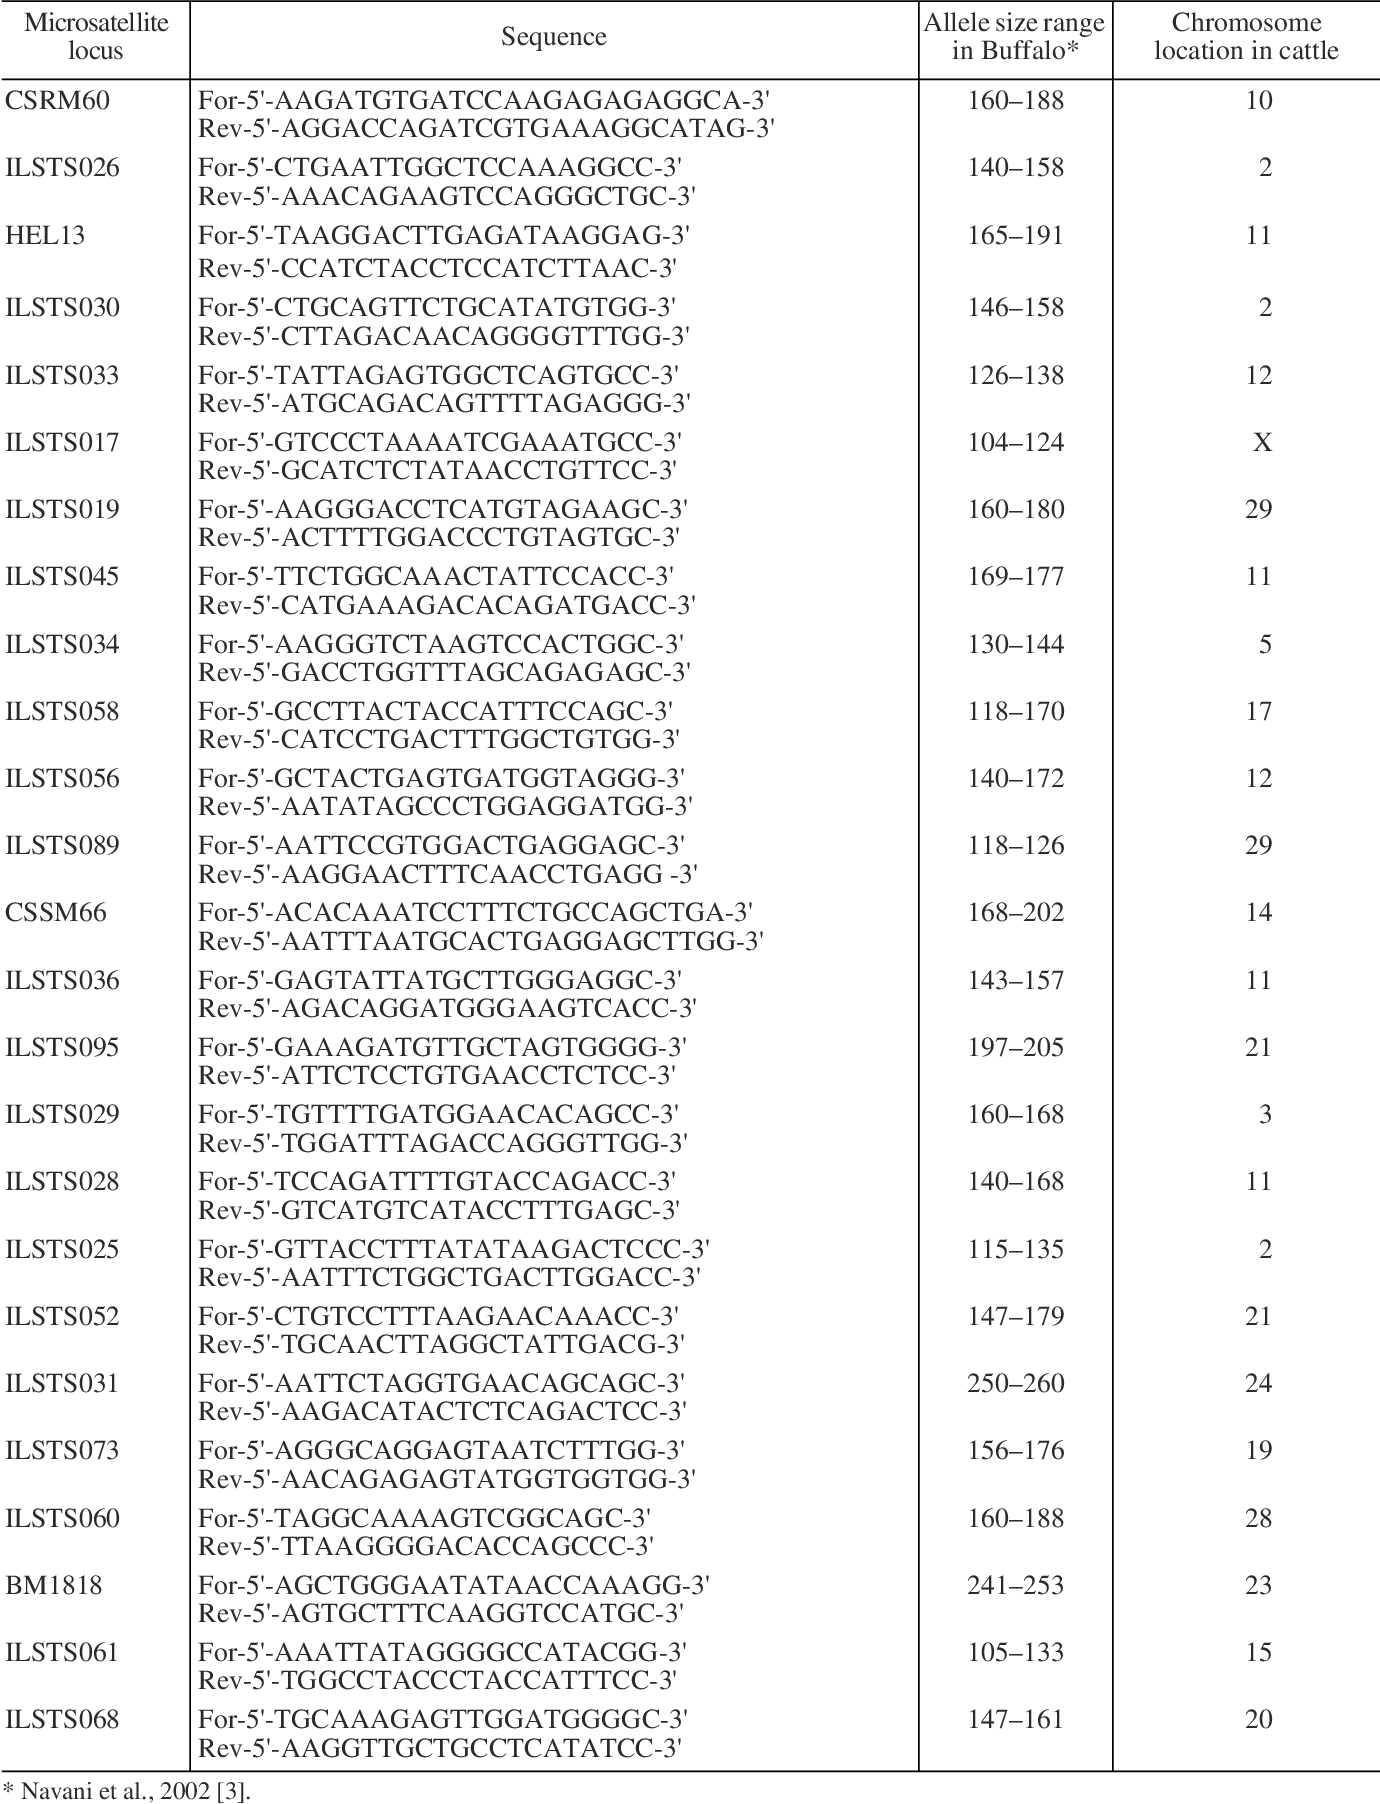 Microsatellite locus Sequence Allele size range in Buffalo* Chromosome location in cattle
CSRM60 For-5'-AAGATGTGATCCAAGAGAGAGGCA-3' 160–188 10
Rev-5'-AGGACCAGATCGTGAAAGGCATAG-3'
ILSTS026 For-5'-CTGAATTGGCTCCAAAGGCC-3' 140–158 2
Rev-5'-AAACAGAAGTCCAGGGCTGC-3'
HEL13 For-5'-TAAGGACTTGAGATAAGGAG-3' 165–191 11
Rev-5'-CCATCTACCTCCATCTTAAC-3'
ILSTS030 For-5'-CTGCAGTTCTGCATATGTGG-3' 146–158 2
Rev-5'-CTTAGACAACAGGGGTTTGG-3'
ILSTS033 For-5'-TATTAGAGTGGCTCAGTGCC-3' 126–138 12
Rev-5'-ATGCAGACAGTTTTAGAGGG-3'
ILSTS017 For-5'-GTCCCTAAAATCGAAATGCC-3' 104–124 X
Rev-5'-GCATCTCTATAACCTGTTCC-3'
ILSTS019 For-5'-AAGGGACCTCATGTAGAAGC-3' 160–180 29
Rev-5'-ACTTTTGGACCCTGTAGTGC-3'
ILSTS045 For-5'-TTCTGGCAAACTATTCCACC-3' 169–177 11
Rev-5'-CATGAAAGACACAGATGACC-3'
ILSTS034 For-5'-AAGGGTCTAAGTCCACTGGC-3' 130–144 5
Rev-5'-GACCTGGTTTAGCAGAGAGC-3'
ILSTS058 For-5'-GCCTTACTACCATTTCCAGC-3' 118–170 17
Rev-5'-CATCCTGACTTTGGCTGTGG-3'
ILSTS056 For-5'-GCTACTGAGTGATGGTAGGG-3' 140–172 12
Rev-5'-AATATAGCCCTGGAGGATGG-3'
ILSTS089 For-5'-AATTCCGTGGACTGAGGAGC-3' 118–126 29
Rev-5'-AAGGAACTTTCAACCTGAGG -3'
CSSM66 For-5'-ACACAAATCCTTTCTGCCAGCTGA-3' 168–202 14
Rev-5'-AATTTAATGCACTGAGGAGCTTGG-3'
ILSTS036 For-5'-GAGTATTATGCTTGGGAGGC-3' 143–157 11
Rev-5'-AGACAGGATGGGAAGTCACC-3'
ILSTS095 For-5'-GAAAGATGTTGCTAGTGGGG-3' 197–205 21
Rev-5'-ATTCTCCTGTGAACCTCTCC-3'
ILSTS029 For-5'-TGTTTTGATGGAACACAGCC-3' 160–168 3
Rev-5'-TGGATTTAGACCAGGGTTGG-3'
ILSTS028 For-5'-TCCAGATTTTGTACCAGACC-3' 140–168 11
Rev-5'-GTCATGTCATACCTTTGAGC-3'
ILSTS025 For-5'-GTTACCTTTATATAAGACTCCC-3' 115–135 2
Rev-5'-AATTTCTGGCTGACTTGGACC-3'
ILSTS052 For-5'-CTGTCCTTTAAGAACAAACC-3' 147–179 21
Rev-5'-TGCAACTTAGGCTATTGACG-3'
ILSTS031 For-5'-AATTCTAGGTGAACAGCAGC-3' 250–260 24
Rev-5'-AAGACATACTCTCAGACTCC-3'
ILSTS073 For-5'-AGGGCAGGAGTAATCTTTGG-3' 156–176 19
Rev-5'-AACAGAGAGTATGGTGGTGG-3'
ILSTS060 For-5'-TAGGCAAAAGTCGGCAGC-3' 160–188 28
Rev-5'-TTAAGGGGACACCAGCCC-3'
BM1818 For-5'-AGCTGGGAATATAACCAAAGG-3' 241–253 23
Rev-5'-AGTGCTTTCAAGGTCCATGC-3'
ILSTS061 For-5'-AAATTATAGGGGCCATACGG-3' 105–133 15
Rev-5'-TGGCCTACCCTACCATTTCC-3'
ILSTS068 For-5'-TGCAAAGAGTTGGATGGGGC-3' 147–161 20
Rev-5'-AAGGTTGCTGCCTCATATCC-3'
* Navani et al., 2002 [3].